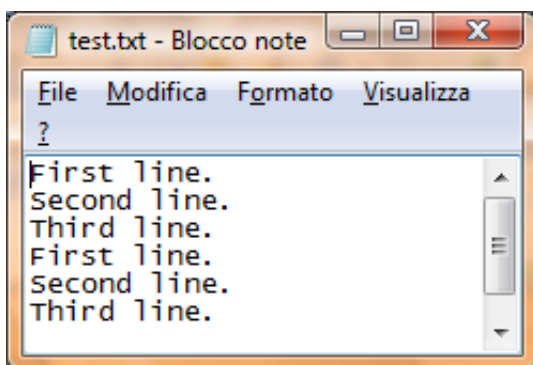 test.txt - Blocco note
File Modifica Formato Visualizza
?
First line.
Second line.
Third line.
First line.
Second line.
Third line.